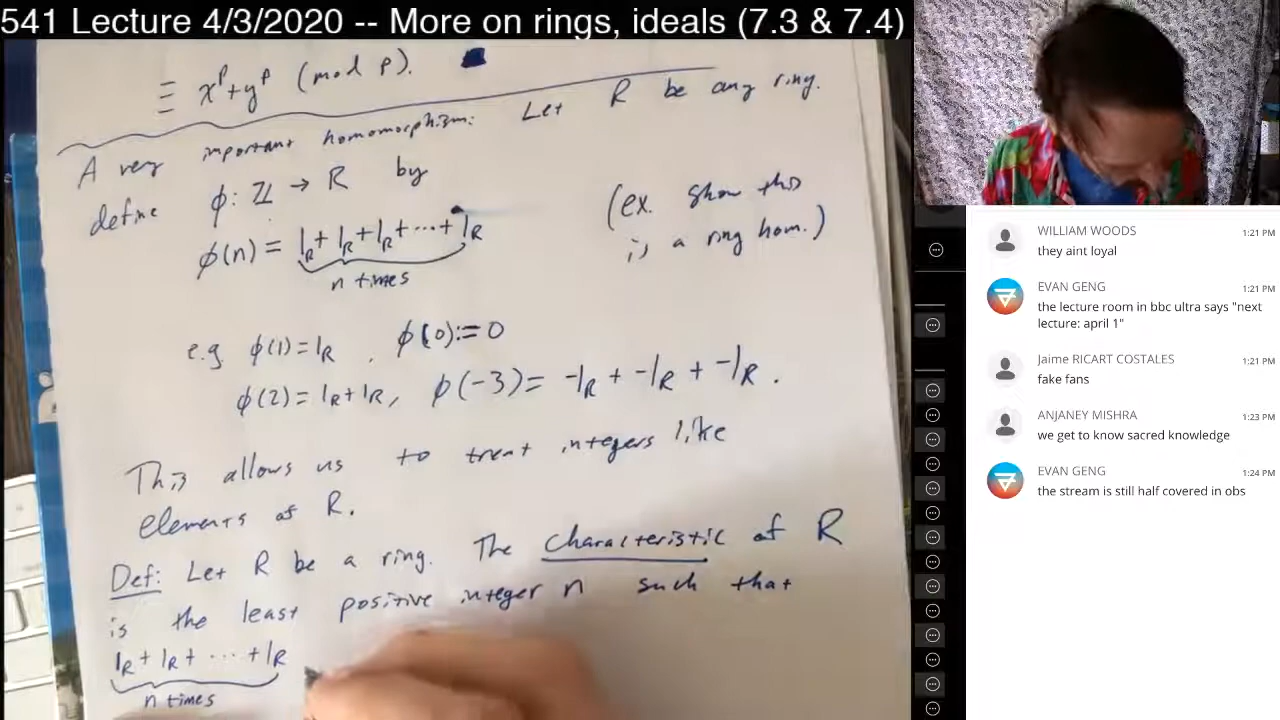 541 Lecture 4/3/2020 -- More on rings, ideals (7.3 & 7.4)
≡ x^p + y^p (mod p).
A very important homomorphism: Let R be any ring.
define φ: ℤ → R by
φ(n) = 1_R + 1_R + 1_R + ... + 1_R
n times
(ex. show this
is a ring hom.)
e.g φ(1) = 1_R , φ(0) := 0
φ(2) = 1_R + 1_R , φ(-3) = -1_R + -1_R + -1_R .
This allows us to treat integers like
elements of R.
Def: Let R be a ring. The characteristic of R
is the least positive integer n such that
1_R + 1_R + ... + 1_R
n times
WILLIAM WOODS 1:21 PM
they aint loyal
EVAN GENG 1:21 PM
the lecture room in bbc ultra says "next
lecture: april 1"
Jaime RICART COSTALES 1:21 PM
fake fans
ANJANEY MISHRA 1:23 PM
we get to know sacred knowledge
EVAN GENG 1:24 PM
the stream is still half covered in obs